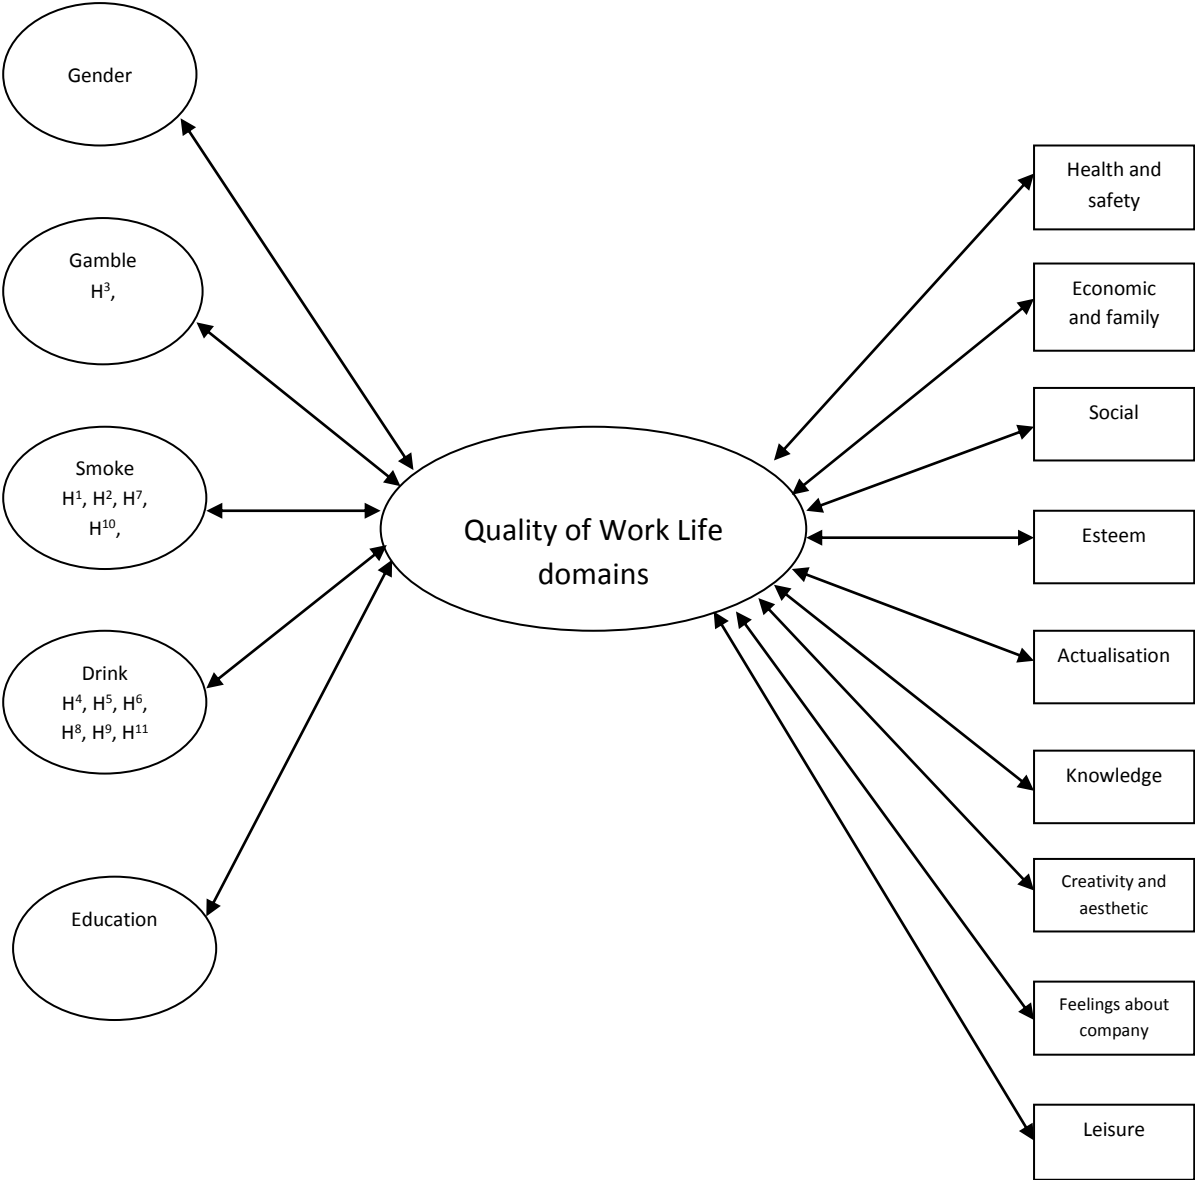 Gender
Gamble
H³,
Smoke
H¹, H², H⁷,
H¹⁰,
Drink
H⁴, H⁵, H⁶,
H⁸, H⁹, H¹¹
Education
Quality of Work Life
domains
Health and
safety
Economic
and family
Social
Esteem
Actualisation
Knowledge
Creativity and
aesthetic
Feelings about
company
Leisure